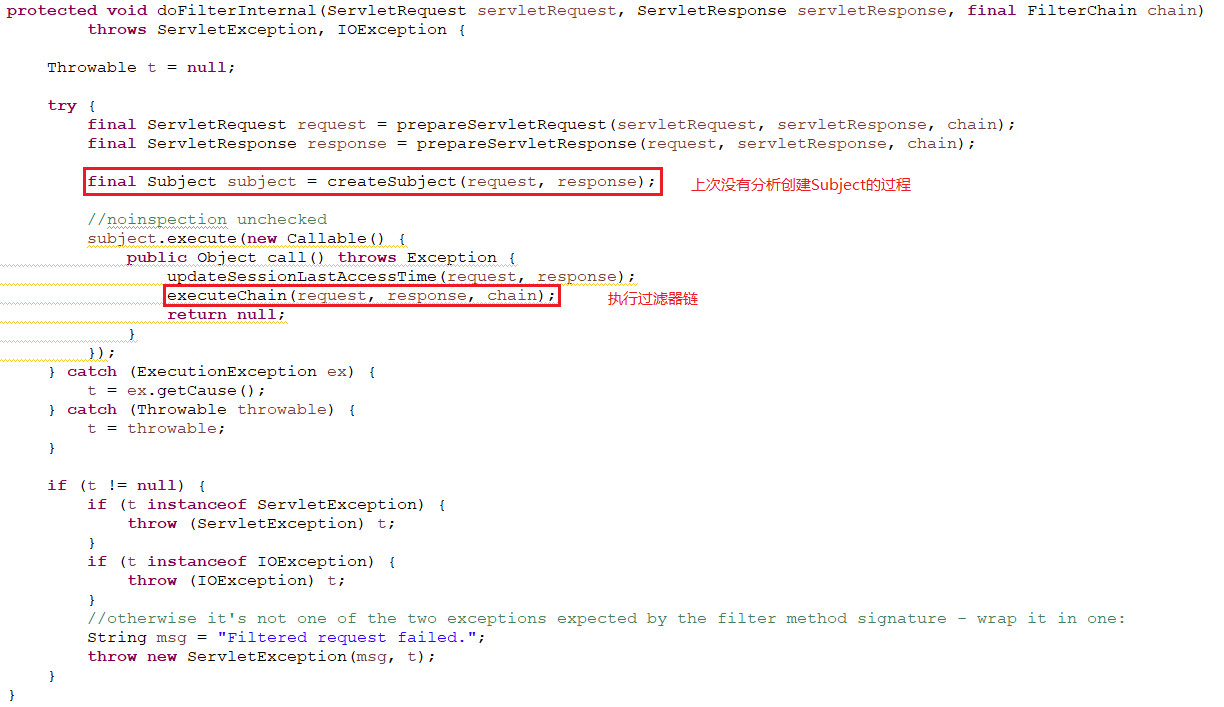 protected void doFilterInternal(ServletRequest servletRequest, ServletResponse servletResponse, final FilterChain chain)
        throws ServletException, IOException {

    Throwable t = null;

    try {
        final ServletRequest request = prepareServletRequest(servletRequest, servletResponse, chain);
        final ServletResponse response = prepareServletResponse(request, servletResponse, chain);

        final Subject subject = createSubject(request, response); 上次没有分析创建Subject的过程

        //noinspection unchecked
        subject.execute(new Callable() {
            public Object call() throws Exception {
                updateSessionLastAccessTime(request, response);
                executeChain(request, response, chain); 执行过滤器链
                return null;
            }
        });
    } catch (ExecutionException ex) {
        t = ex.getCause();
    } catch (Throwable throwable) {
        t = throwable;
    }

    if (t != null) {
        if (t instanceof ServletException) {
            throw (ServletException) t;
        }
        if (t instanceof IOException) {
            throw (IOException) t;
        }
        //otherwise it's not one of the two exceptions expected by the filter method signature - wrap it in one:
        String msg = "Filtered request failed.";
        throw new ServletException(msg, t);
    }
}